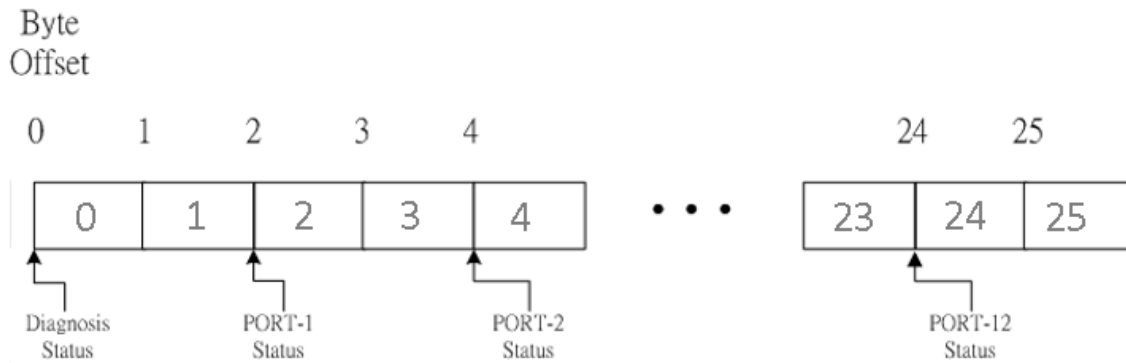 Byte
Offset
0 1 2 3 4 24 25
0 1 2 3 4 • • • 23 24 25
Diagnosis PORT-1 PORT-2 PORT-12
Status Status Status Status